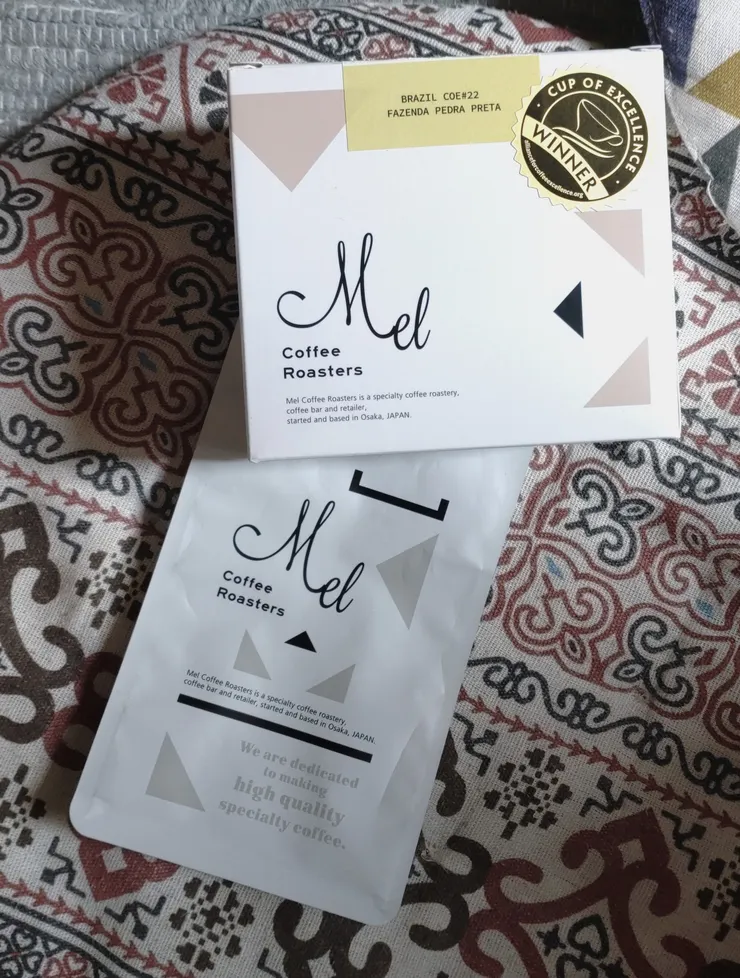 BRAZIL COE#22
FAZENDA PEDRA PRETA
CUP OF EXCELLENCE
WINNER
allianceforcoffeeexcellence.org
Mel
Coffee
Roasters
Mel Coffee Roasters is a specialty coffee roastery,
coffee bar and retailer,
started and based in Osaka, JAPAN.
Mel
Coffee
Roasters
Mel Coffee Roasters is a specialty coffee roastery,
coffee bar and retailer, started and based in Osaka, JAPAN.
We are dedicated
to making
high quality
specialty coffee.